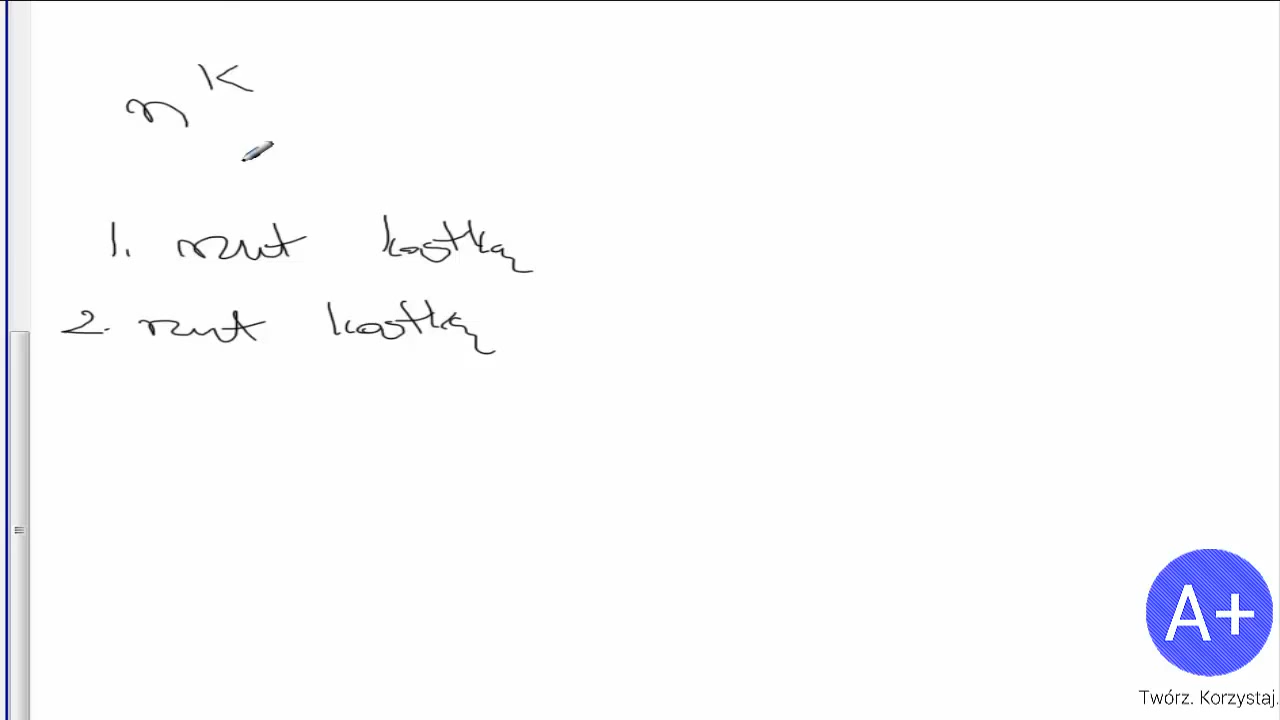 n^K
1. rzut kostką
2. rzut kostką
A+
Twórz. Korzystaj.